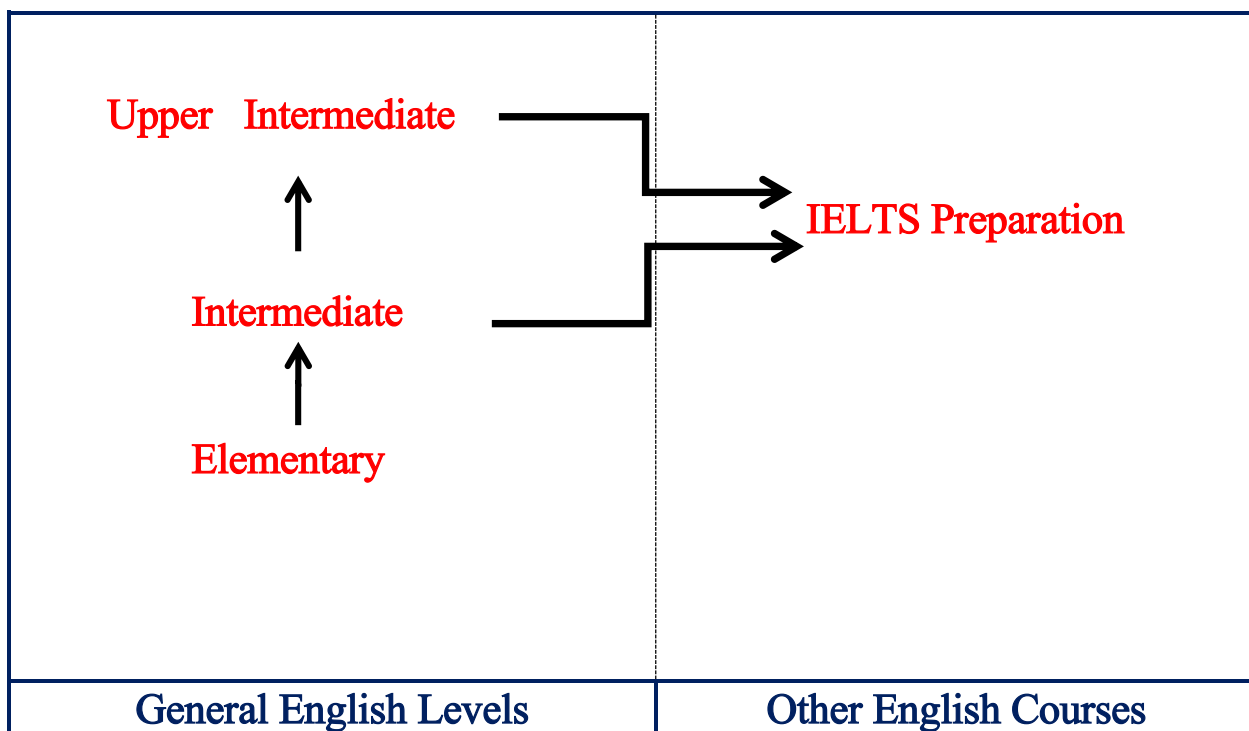 Upper Intermediate
IELTS Preparation
Intermediate
Elementary
General English Levels
Other English Courses